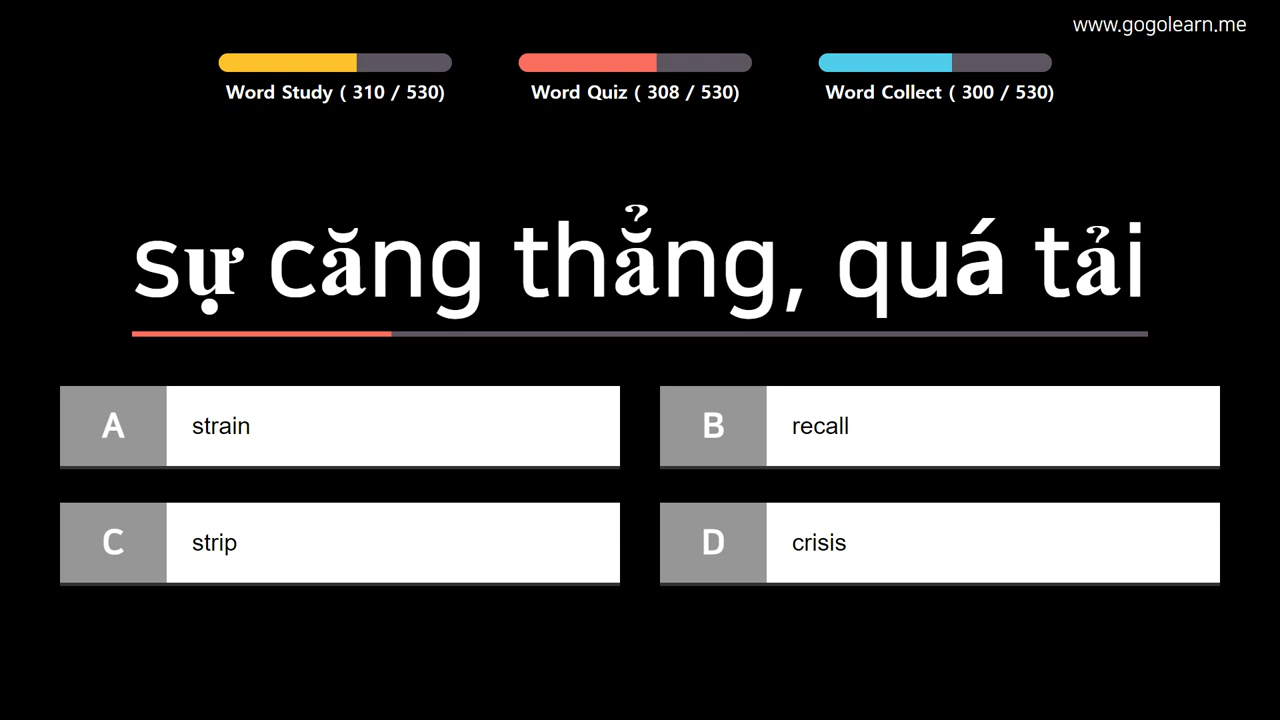 www.gogolearn.me
Word Study ( 310 / 530)
Word Quiz ( 308 / 530)
Word Collect ( 300 / 530)
sự căng thẳng, quá tải
A strain
B recall
C strip
D crisis